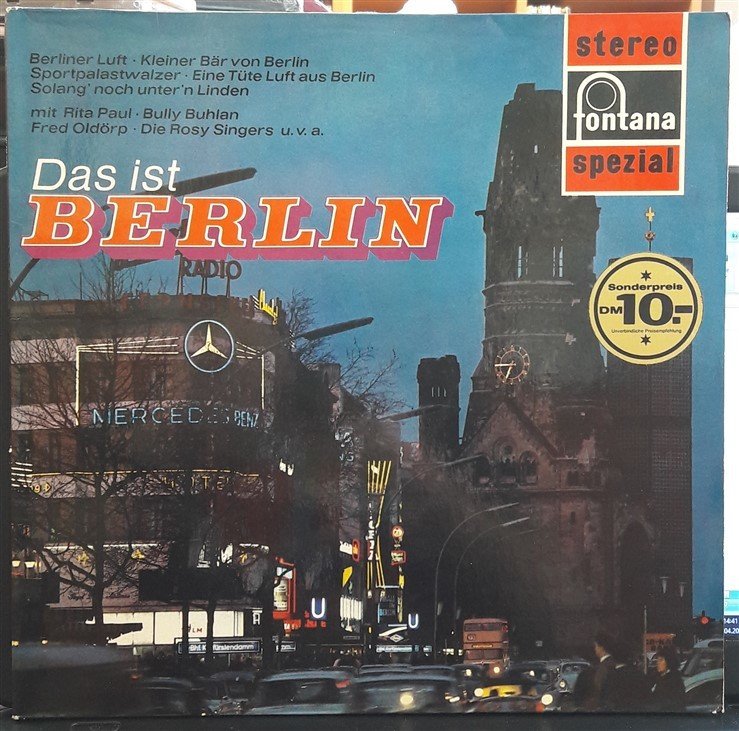 Berliner Luft · Kleiner Bär von Berlin
Sportpalastwalzer · Eine Tüte Luft aus Berlin
Solang' noch unter'n Linden
mit Rita Paul · Bully Buhlan
Fred Oldörp · Die Rosy Singers u.v.a.
stereo
fontana
spezial
Das ist
BERLIN
Sonderpreis
DM 10.-
Unverbindliche Preisempfehlung
RADIO
MERCEDES BENZ
U
U